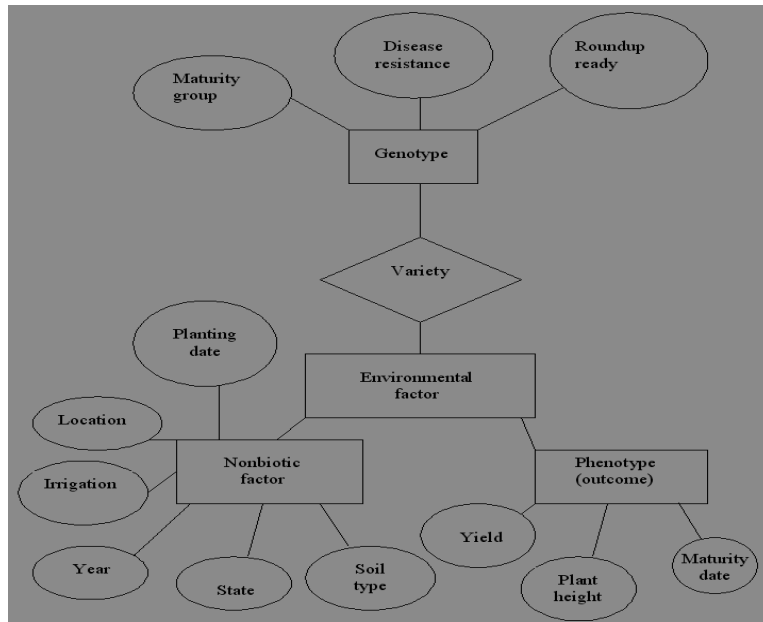 Disease
resistance
Roundup
ready
Maturity
group
Genotype
Variety
Planting
date
Environmental
factor
Location
Nonbiotic
factor
Phenotype
(outcome)
Irrigation
Yield
Year
State
Soil
type
Plant
height
Maturity
date